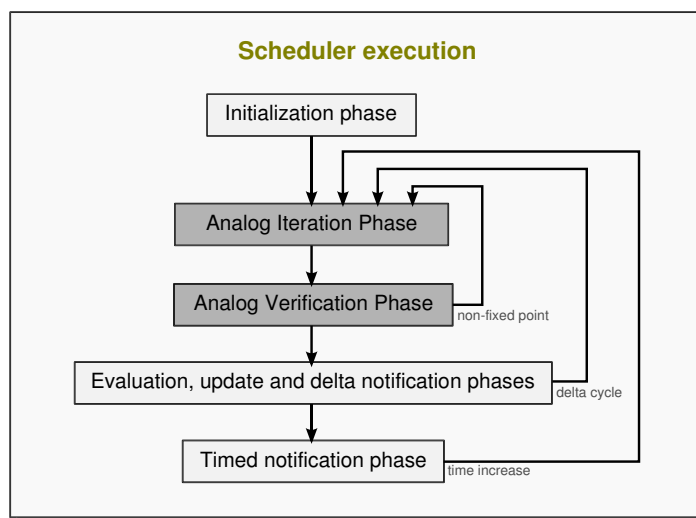 Scheduler execution
Initialization phase
Analog Iteration Phase
Analog Verification Phase
non-fixed point
Evaluation, update and delta notification phases
delta cycle
Timed notification phase
time increase